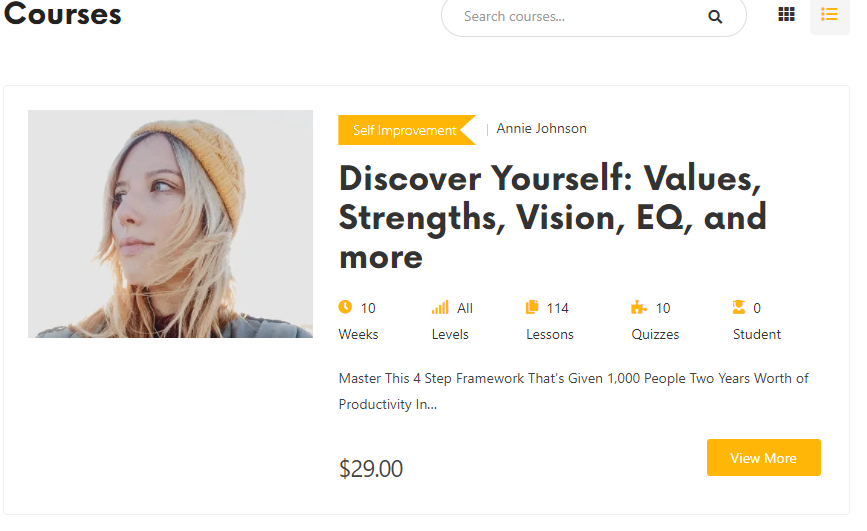 Courses
Search courses...
Self Improvement | Annie Johnson
Discover Yourself: Values,
Strengths, Vision, EQ, and
more
10 All 114 10 0
Weeks Levels Lessons Quizzes Student
Master This 4 Step Framework That's Given 1,000 People Two Years Worth of
Productivity In...
$29.00
View More